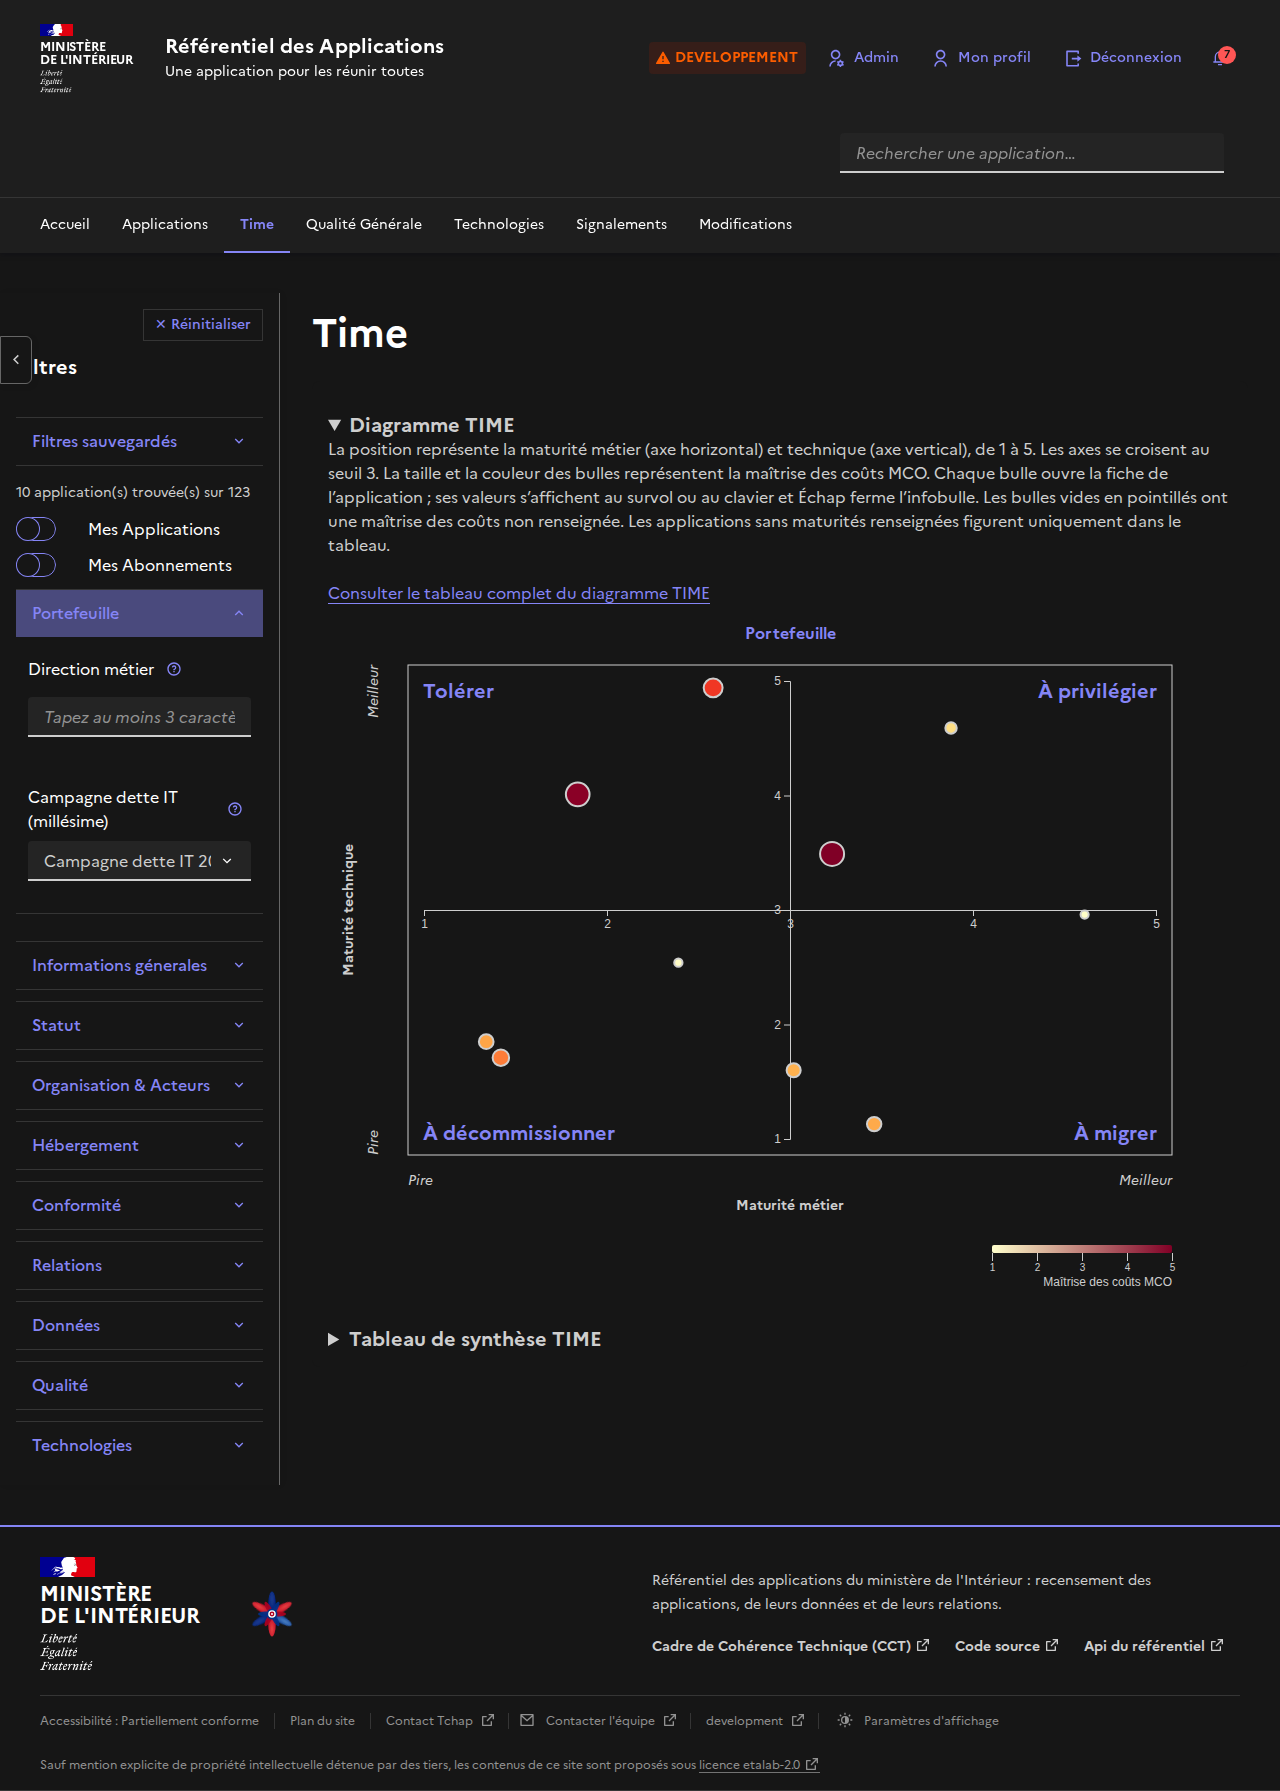 MINISTÈRE
DE L'INTÉRIEUR
Liberté
Égalité
Fraternité
Référentiel des Applications
Une application pour les réunir toutes
DEVELOPPEMENT
Admin
Mon profil
Déconnexion
7
Rechercher une application...
Accueil
Applications
Time
Qualité Générale
Technologies
Signalements
Modifications
× Réinitialiser
ltres
Filtres sauvegardés
10 application(s) trouvée(s) sur 123
Mes Applications
Mes Abonnements
Portefeuille
Direction métier
Tapez au moins 3 caractè
Campagne dette IT
(millésime)
Campagne dette IT 20
Informations génerales
Statut
Organisation & Acteurs
Hébergement
Conformité
Relations
Données
Qualité
Technologies
Time
Diagramme TIME
La position représente la maturité métier (axe horizontal) et technique (axe vertical), de 1 à 5. Les axes se croisent au
seuil 3. La taille et la couleur des bulles représentent la maîtrise des coûts MCO. Chaque bulle ouvre la fiche de
l’application ; ses valeurs s’affichent au survol ou au clavier et Échap ferme l’infobulle. Les bulles vides en pointillés ont
une maîtrise des coûts non renseignée. Les applications sans maturités renseignées figurent uniquement dans le
tableau.
Consulter le tableau complet du diagramme TIME
Portefeuille
Meilleur
Tolérer
5
À privilégier
4
Maturité technique
3
1
2
3
4
5
2
Pire
À décommissionner
1
À migrer
Pire
Meilleur
Maturité métier
1
2
3
4
5
Maîtrise des coûts MCO
Tableau de synthèse TIME
MINISTÈRE
DE L'INTÉRIEUR
Liberté
Égalité
Fraternité
Référentiel des applications du ministère de l'Intérieur : recensement des
applications, de leurs données et de leurs relations.
Cadre de Cohérence Technique (CCT)
Code source
Api du référentiel
Accessibilité : Partiellement conforme
Plan du site
Contact Tchap
Contacter l'équipe
development
Paramètres d'affichage
Sauf mention explicite de propriété intellectuelle détenue par des tiers, les contenus de ce site sont proposés sous licence etalab-2.0